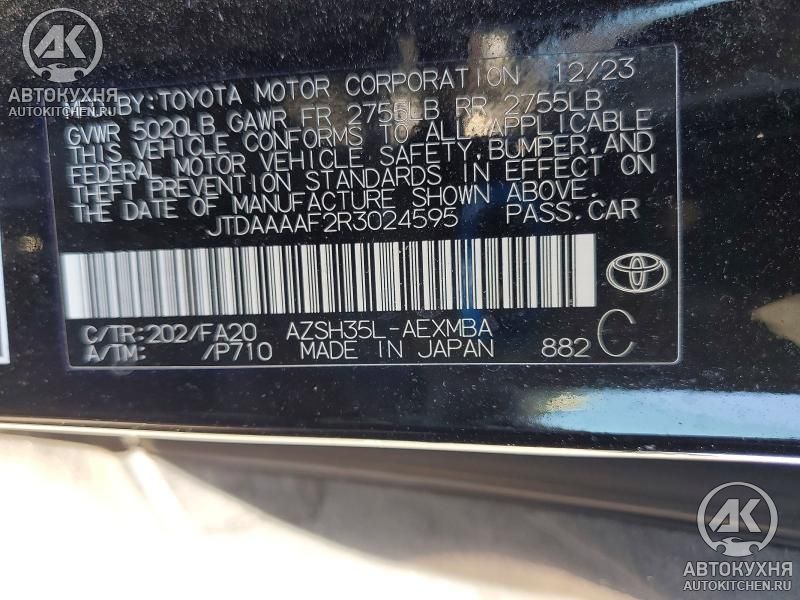 АК
АВТОКУХНЯ
AUTOKITCHEN.RU
MFD BY: TOYOTA MOTOR CORPORATION 12/23
GVWR 5020LB GAWR FR 2755LB RR 2755LB
THIS VEHICLE CONFORMS TO ALL APPLICABLE
FEDERAL MOTOR VEHICLE SAFETY, BUMPER, AND
THEFT PREVENTION STANDARDS IN EFFECT ON
THE DATE OF MANUFACTURE SHOWN ABOVE.
JTDAAAAF2R3024595 PASS.CAR
C/TR:202/FA20 AZSH35L-AEXMBA
A/TM: /P710 MADE IN JAPAN 882 C
АК
АВТОКУХНЯ
AUTOKITCHEN.RU